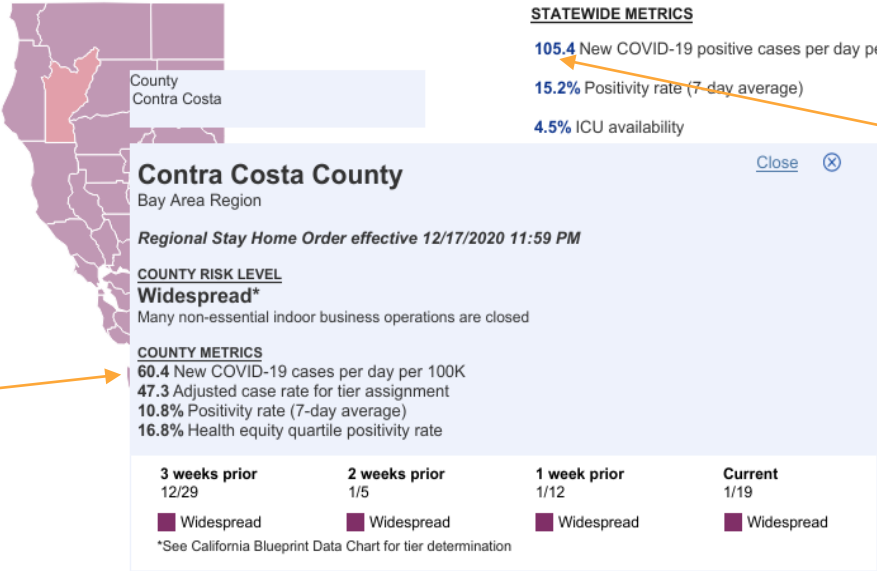 STATEWIDE METRICS
105.4 New COVID-19 positive cases per day
15.2% Positivity rate (7-day average)
4.5% ICU availability
County
Contra Costa
Close
Contra Costa County
Bay Area Region
Regional Stay Home Order effective 12/17/2020 11:59 PM
COUNTY RISK LEVEL
Widespread*
Many non-essential indoor business operations are closed
COUNTY METRICS
60.4 New COVID-19 cases per day per 100K
47.3 Adjusted case rate for tier assignment
10.8% Positivity rate (7-day average)
16.8% Health equity quartile positivity rate
3 weeks prior 2 weeks prior 1 week prior Current
12/29 1/5 1/12 1/19
Widespread Widespread Widespread Widespread
*See California Blueprint Data Chart for tier determination